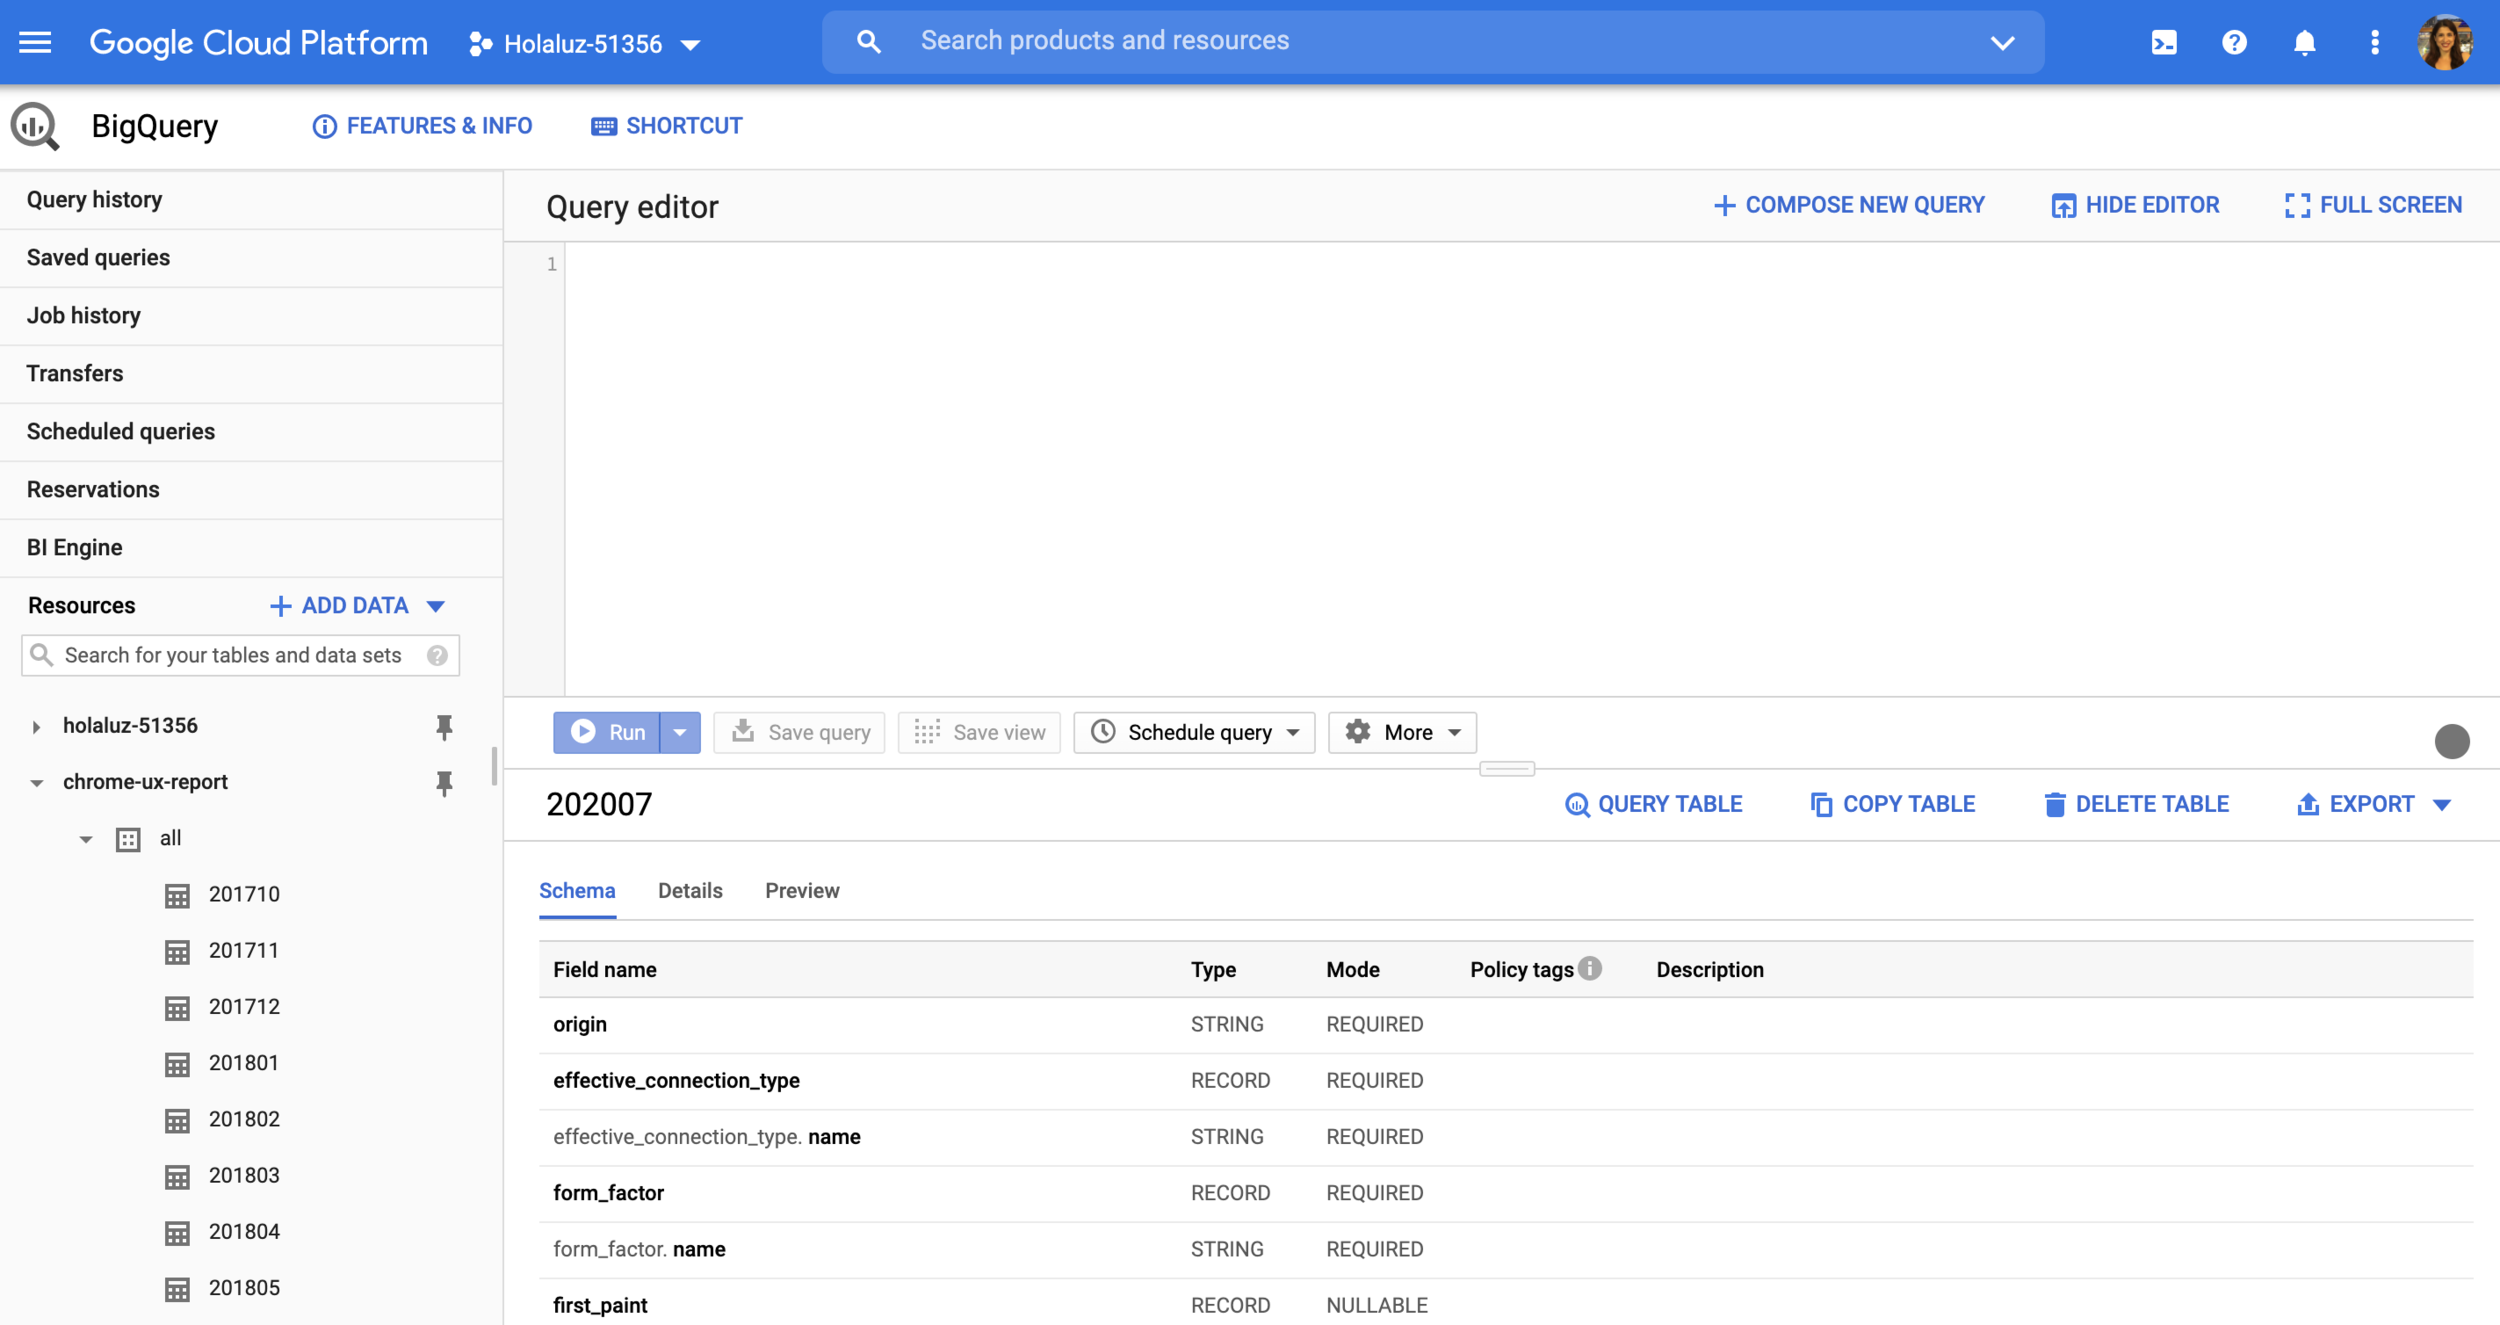 Google Cloud Platform Holaluz-51356 Search products and resources
BigQuery FEATURES & INFO SHORTCUT
Query history
Saved queries
Job history
Transfers
Scheduled queries
Reservations
BI Engine
Resources + ADD DATA
Search for your tables and data sets
holaluz-51356
chrome-ux-report
all
201710
201711
201712
201801
201802
201803
201804
201805
Query editor + COMPOSE NEW QUERY HIDE EDITOR FULL SCREEN
1
Run Save query Save view Schedule query More
202007 QUERY TABLE COPY TABLE DELETE TABLE EXPORT
Schema Details Preview
Field name Type Mode Policy tags Description
origin STRING REQUIRED
effective_connection_type RECORD REQUIRED
effective_connection_type. name STRING REQUIRED
form_factor RECORD REQUIRED
form_factor. name STRING REQUIRED
first_paint RECORD NULLABLE